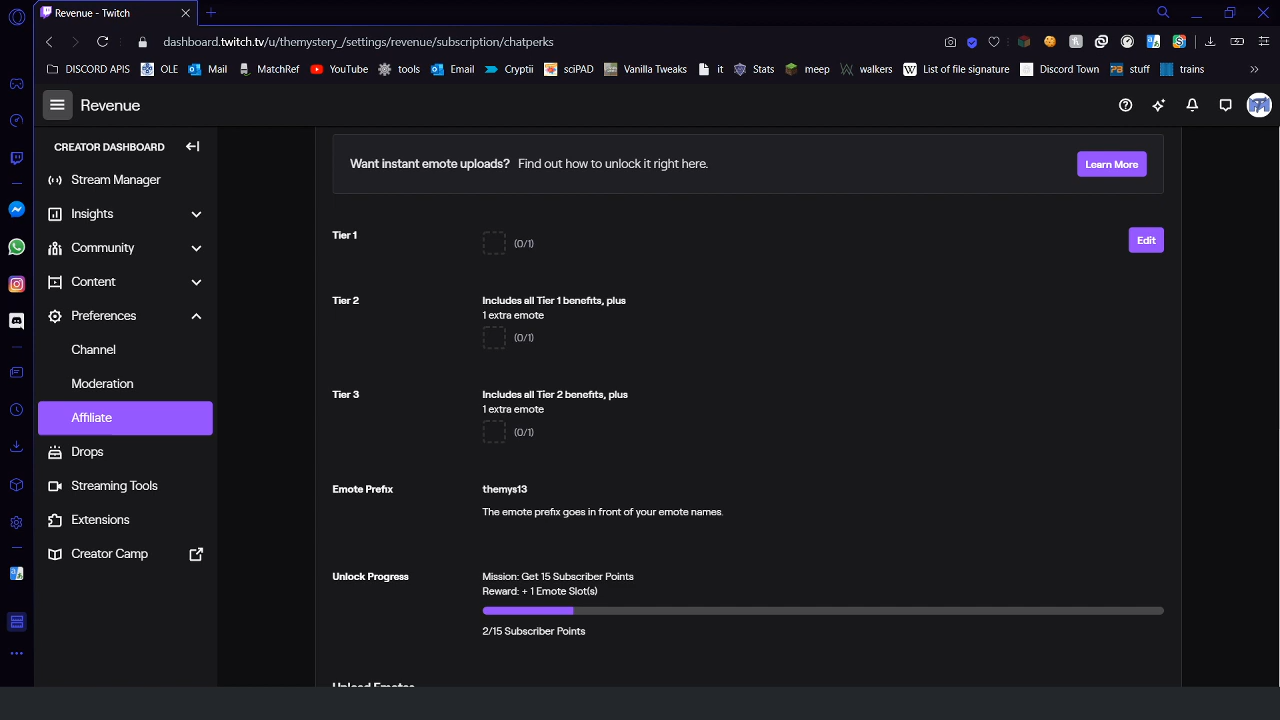 Revenue - Twitch
dashboard.twitch.tv/u/themystery_/settings/revenue/subscription/chatperks
DISCORD APIS OLE Mail MatchRef YouTube tools Email Cryptii sciPAD Vanilla Tweaks it Stats meep walkers List of file signature Discord Town stuff trains
Revenue
CREATOR DASHBOARD
Stream Manager
Insights
Community
Content
Preferences
Channel
Moderation
Affiliate
Drops
Streaming Tools
Extensions
Creator Camp
Want instant emote uploads? Find out how to unlock it right here. Learn More
Tier 1 (0/1) Edit
Tier 2 Includes all Tier 1 benefits, plus
1 extra emote
(0/1)
Tier 3 Includes all Tier 2 benefits, plus
1 extra emote
(0/1)
Emote Prefix themys13
The emote prefix goes in front of your emote names.
Unlock Progress Mission: Get 15 Subscriber Points
Reward: + 1 Emote Slot(s)
2/15 Subscriber Points
Upload Emotes